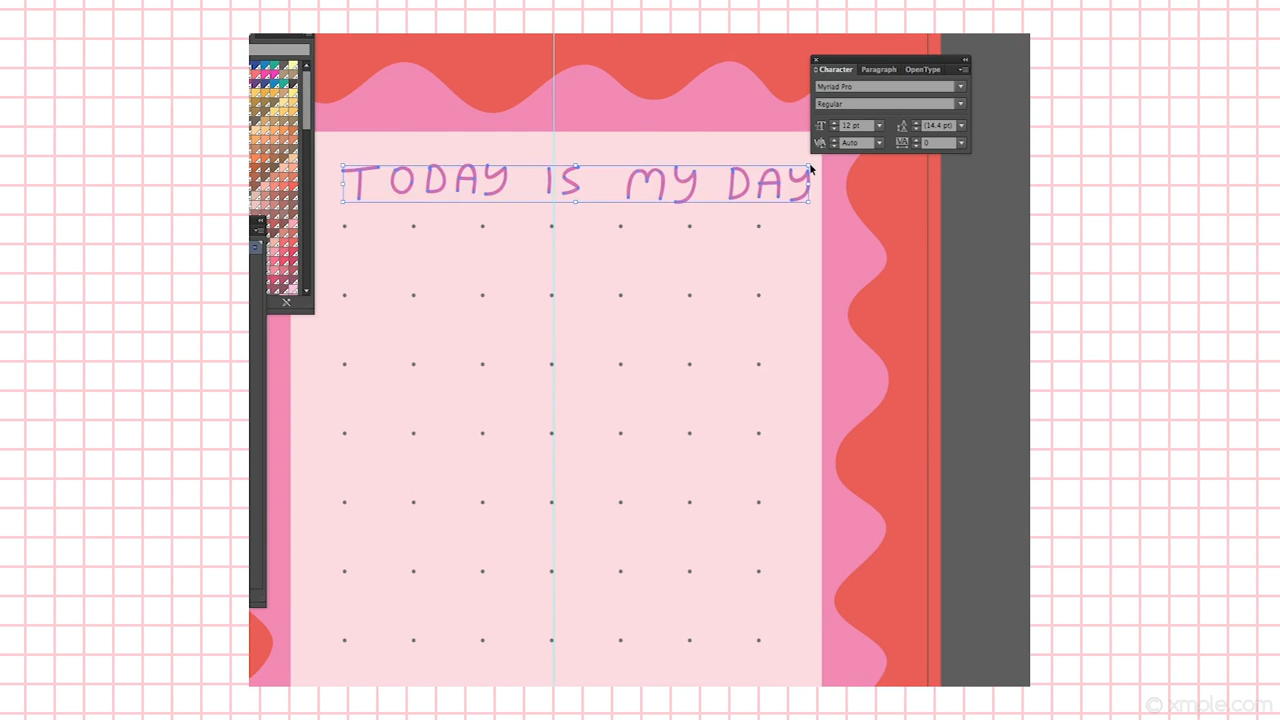 Character Paragraph OpenType
Myriad Pro
Regular
12 pt (14.4 pt)
Auto 0
TODAY IS MY DAY
© xmple.com